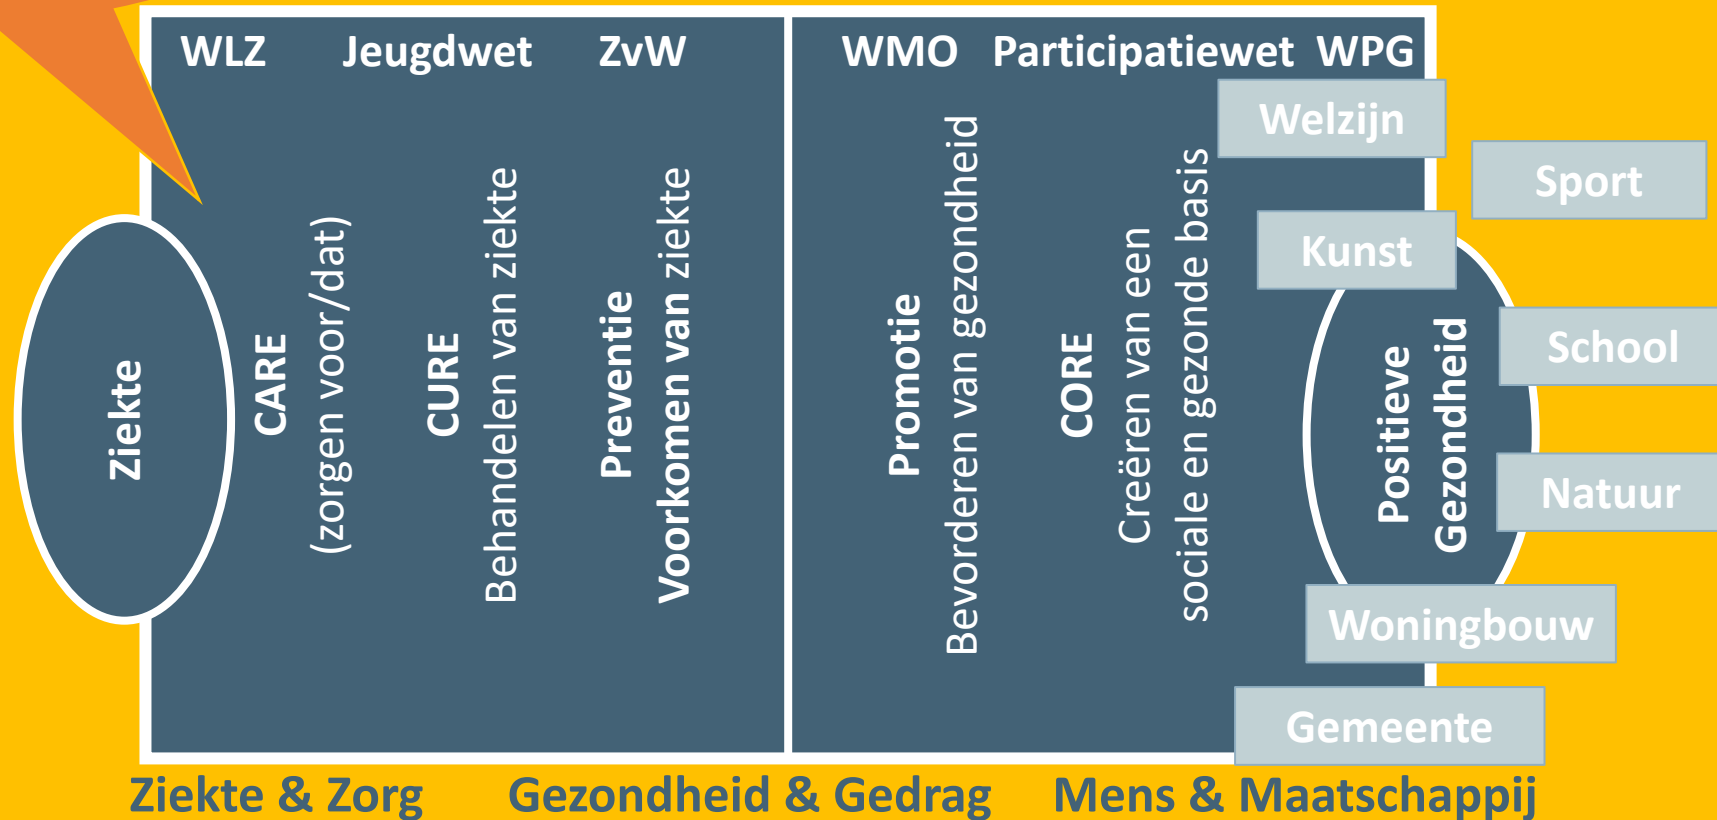 WLZ Jeugdwet ZvW WMO Participatiewet WPG
Ziekte
CARE
(zorgen voor/dat)
CURE
Behandelen van ziekte
Preventie
Voorkomen van ziekte
Promotie
Bevorderen van gezondheid
CORE
Creëren van een
sociale en gezonde basis
Positieve
Gezondheid
Welzijn
Sport
Kunst
School
Natuur
Woningbouw
Gemeente
Ziekte & Zorg Gezondheid & Gedrag Mens & Maatschappij